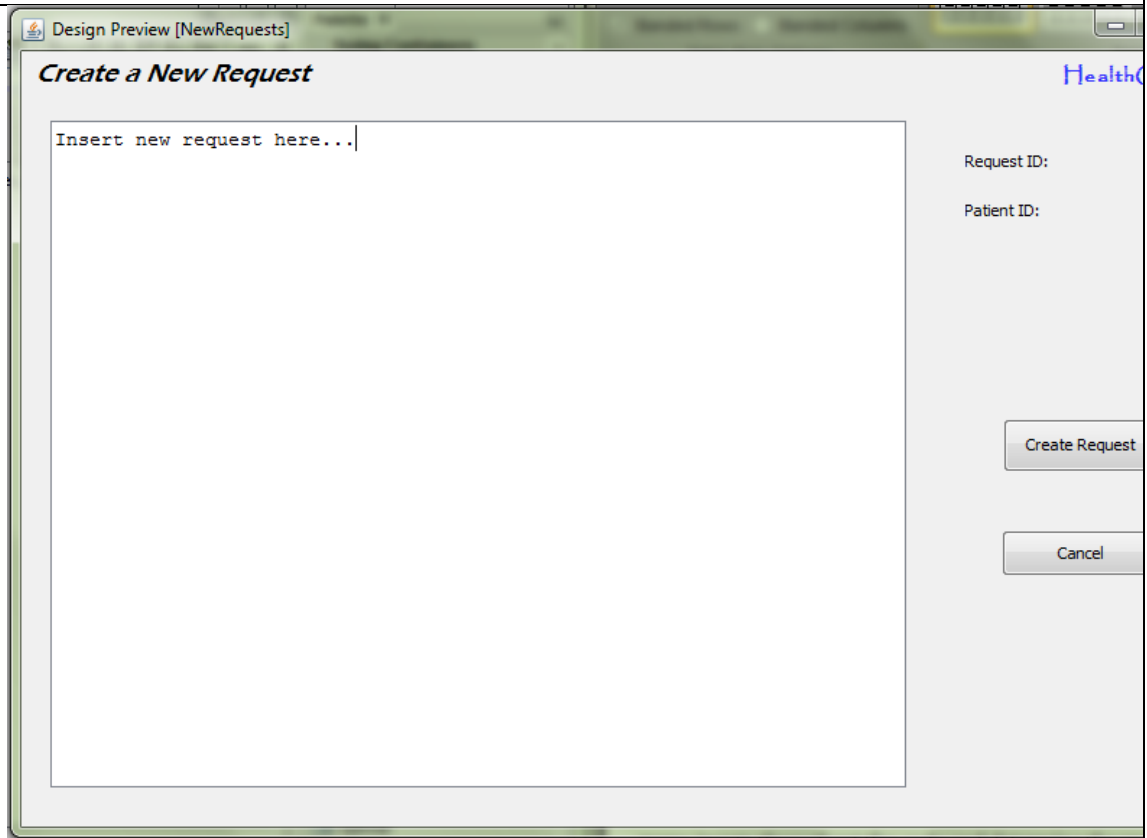 Design Preview [NewRequests]
Create a New Request
Insert new request here...
Request ID:
Patient ID:
Create Request
Cancel